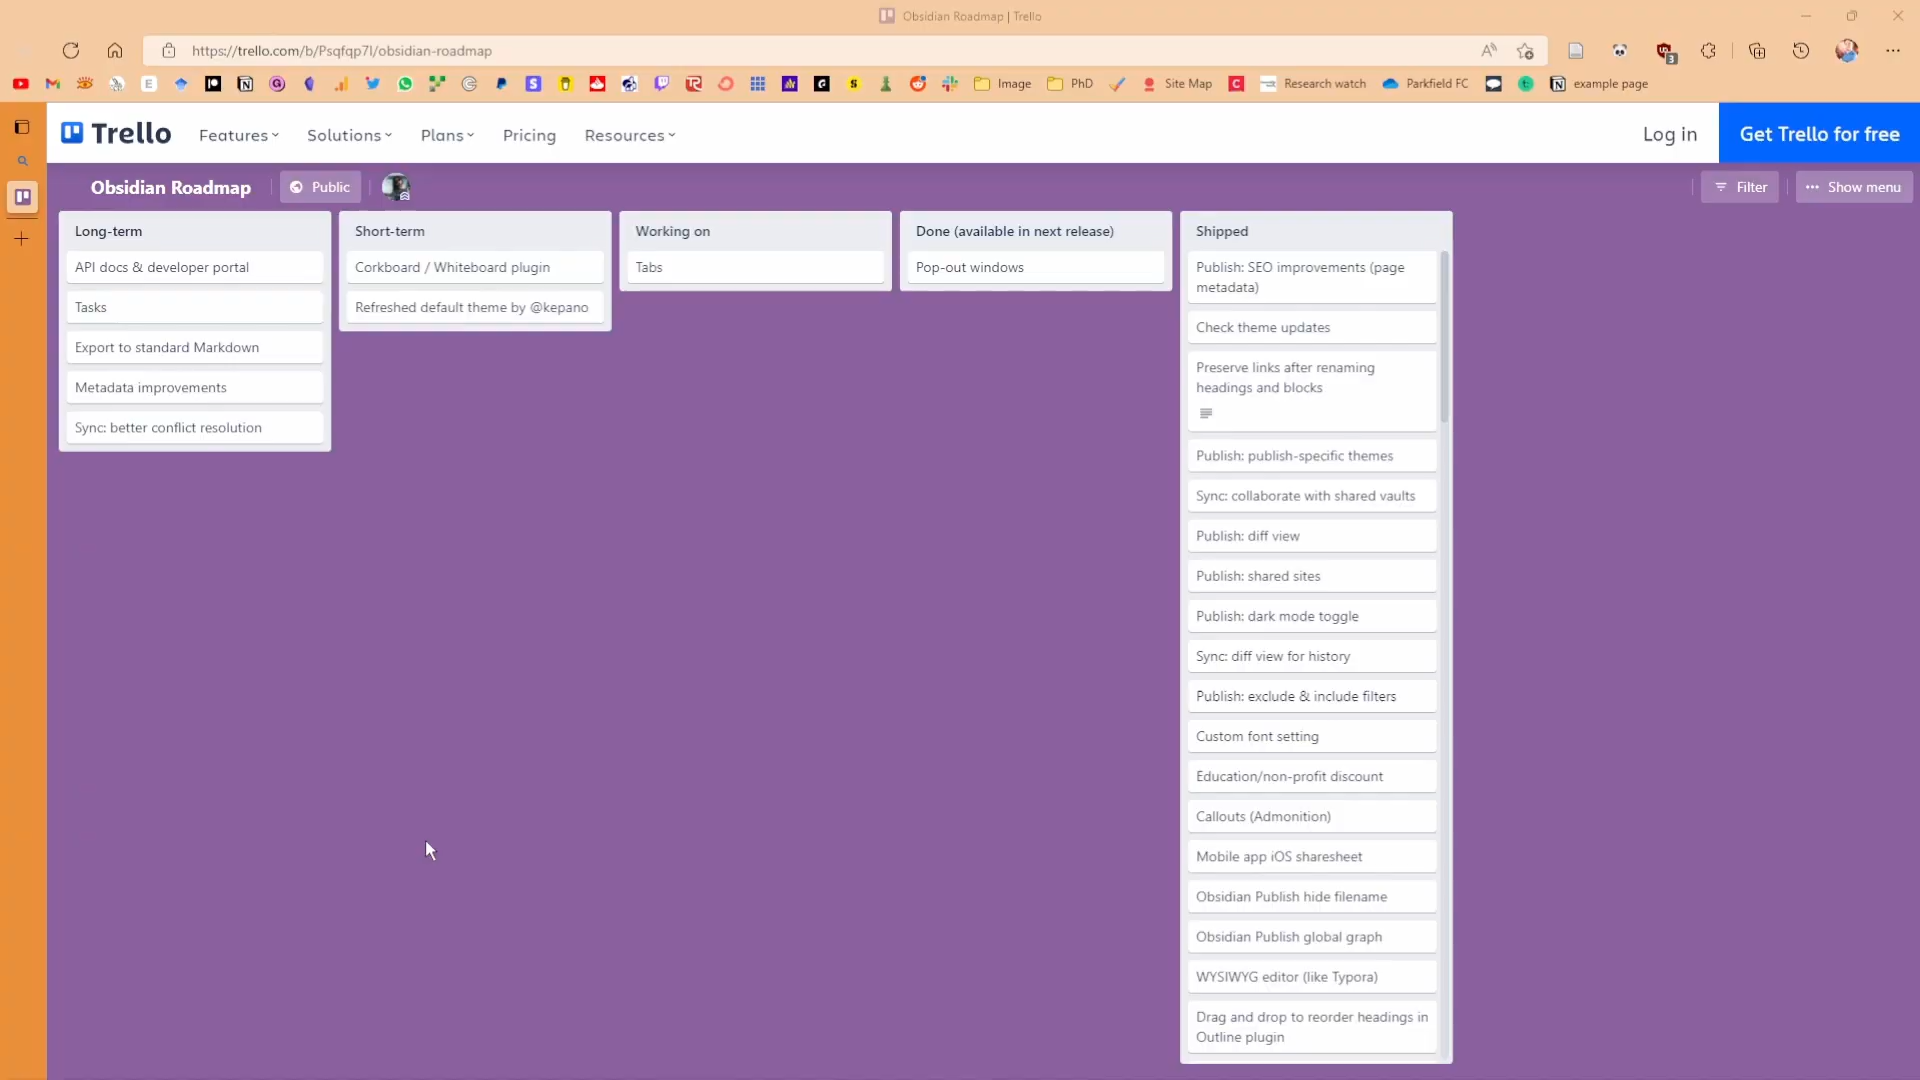 Obsidian Roadmap | Trello
https://trello.com/b/Psqfqp7l/obsidian-roadmap
3
Image
PhD
Site Map
Research watch
Parkfield FC
example page
Trello
Features
Solutions
Plans
Pricing
Resources
Log in
Get Trello for free
Obsidian Roadmap
Public
Filter
Show menu
Long-term
API docs & developer portal
Tasks
Export to standard Markdown
Metadata improvements
Sync: better conflict resolution
Short-term
Corkboard / Whiteboard plugin
Refreshed default theme by @kepano
Working on
Tabs
Done (available in next release)
Pop-out windows
Shipped
Publish: SEO improvements (page
metadata)
Check theme updates
Preserve links after renaming
headings and blocks
Publish: publish-specific themes
Sync: collaborate with shared vaults
Publish: diff view
Publish: shared sites
Publish: dark mode toggle
Sync: diff view for history
Publish: exclude & include filters
Custom font setting
Education/non-profit discount
Callouts (Admonition)
Mobile app iOS sharesheet
Obsidian Publish hide filename
Obsidian Publish global graph
WYSIWYG editor (like Typora)
Drag and drop to reorder headings in
Outline plugin